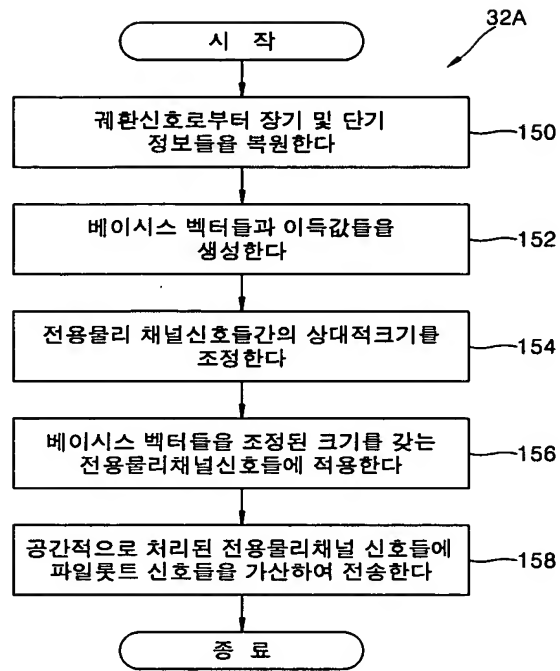 32A
시 작
궤환신호로부터 장기 및 단기
정보들을 복원한다
150
베이시스 벡터들과 이득값들을
생성한다
152
전용물리 채널신호들간의 상대적크기를
조정한다
154
베이시스 벡터들을 조정된 크기를 갖는
전용물리채널신호들에 적용한다
156
공간적으로 처리된 전용물리채널 신호들에
파일롯트 신호들을 가산하여 전송한다
158
종 료